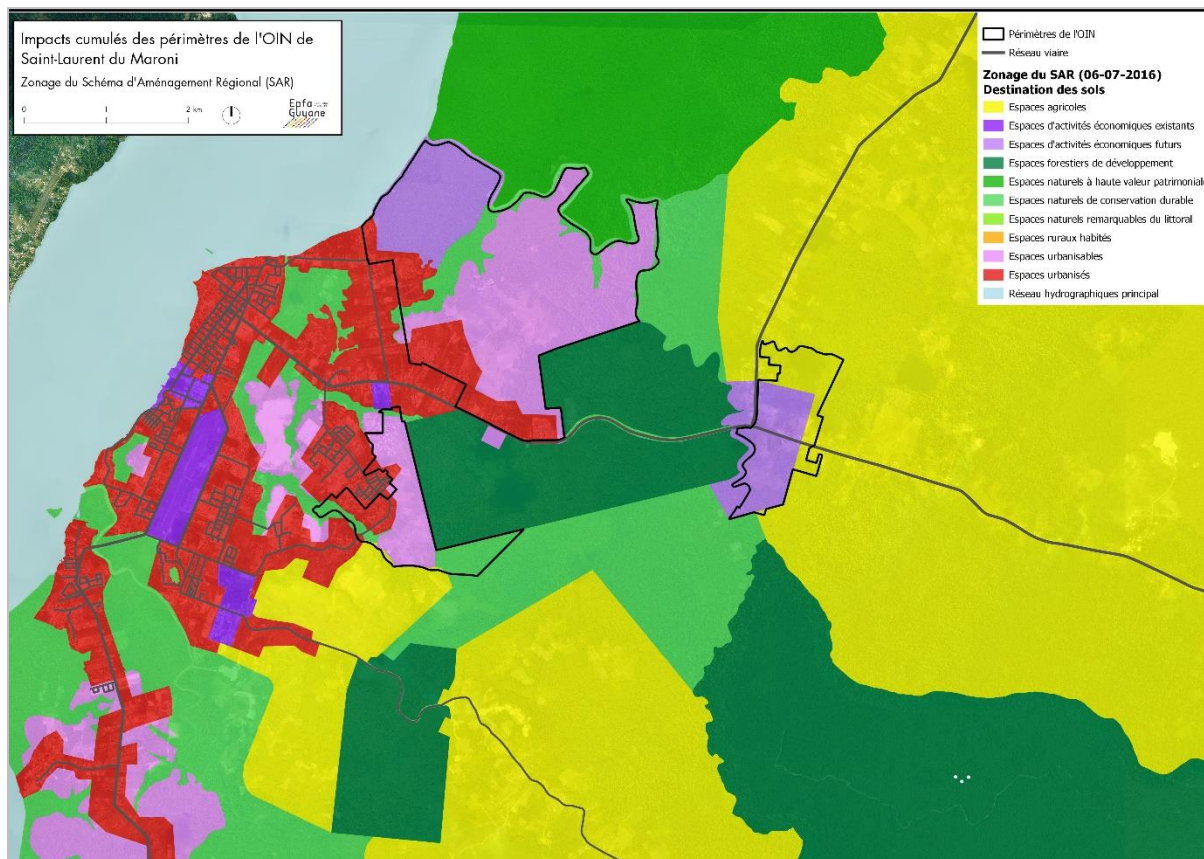 Impacts cumulés des périmètres de l'OIN de
Saint-Laurent du Maroni
Zonage du Schéma d'Aménagement Régional (SAR)
0 1 2 km
Epfa
Guyane
Périmètres de l'OIN
Réseau viaire
Zonage du SAR (06-07-2016)
Destination des sols
Espaces agricoles
Espaces d'activités économiques existants
Espaces d'activités économiques futurs
Espaces forestiers de développement
Espaces naturels à haute valeur patrimoniale
Espaces naturels de conservation durable
Espaces naturels remarquables du littoral
Espaces ruraux habités
Espaces urbanisables
Espaces urbanisés
Réseau hydrographiques principal